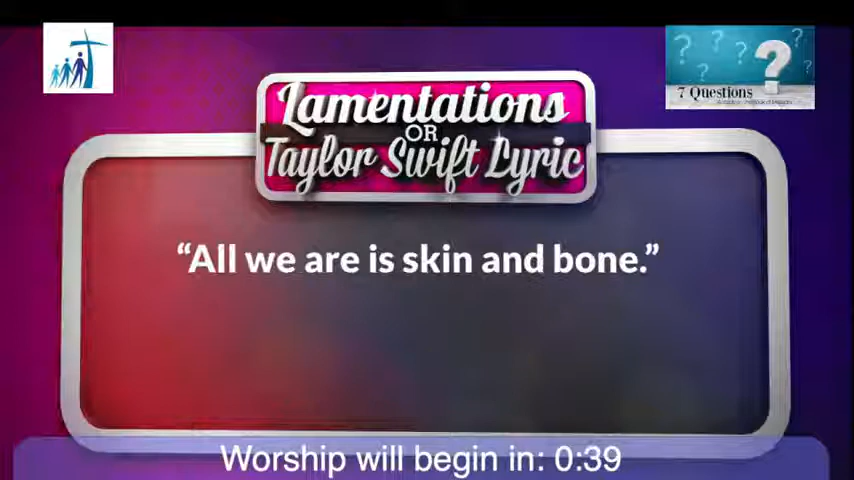 Lamentations
OR
Taylor Swift Lyric
7 Questions
“All we are is skin and bone.”
Worship will begin in: 0:39